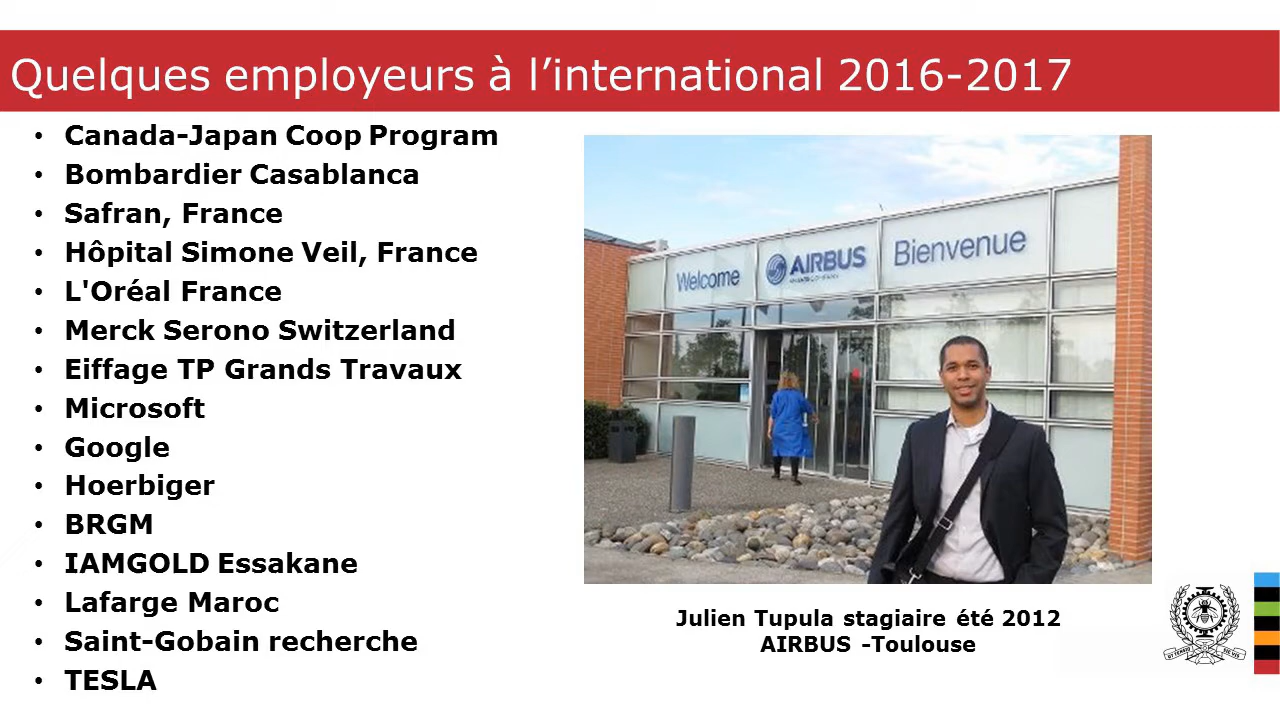 Quelques employeurs à l’international 2016-2017
• Canada-Japan Coop Program
• Bombardier Casablanca
• Safran, France
• Hôpital Simone Veil, France
• L'Oréal France
• Merck Serono Switzerland
• Eiffage TP Grands Travaux
• Microsoft
• Google
• Hoerbiger
• BRGM
• IAMGOLD Essakane
• Lafarge Maroc
• Saint-Gobain recherche
• TESLA
Welcome
AIRBUS
Bienvenue
Julien Tupula stagiaire été 2012
AIRBUS -Toulouse